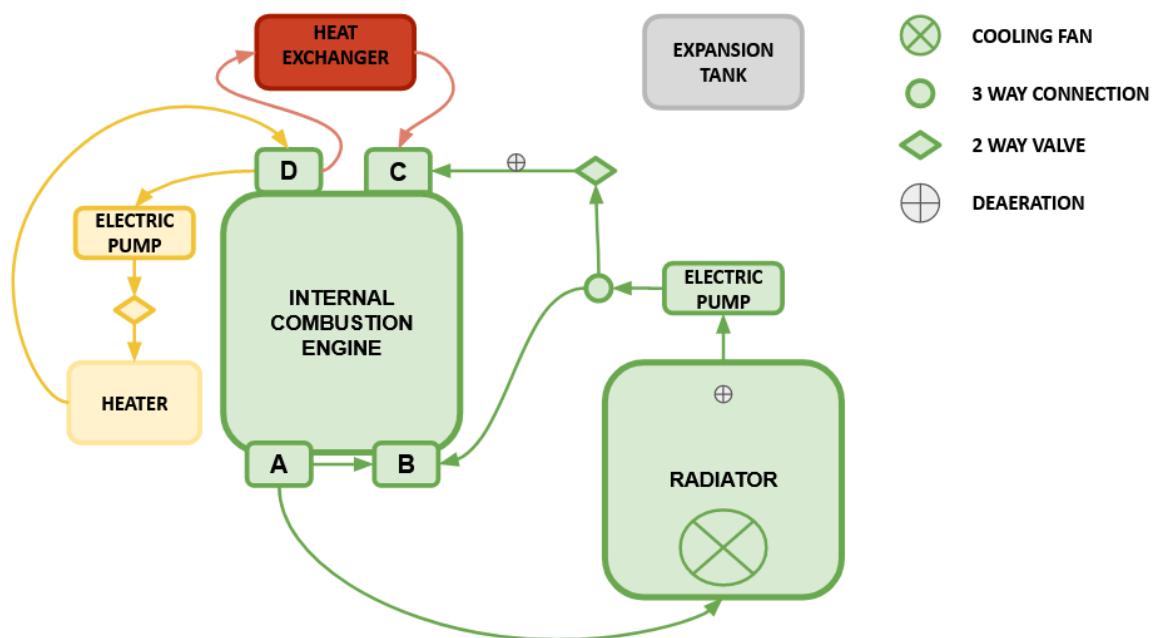 HEAT
EXCHANGER
EXPANSION
TANK
COOLING FAN
3 WAY CONNECTION
2 WAY VALVE
DEAERATION
D
C
ELECTRIC
PUMP
INTERNAL
COMBUSTION
ENGINE
ELECTRIC
PUMP
HEATER
A
B
RADIATOR